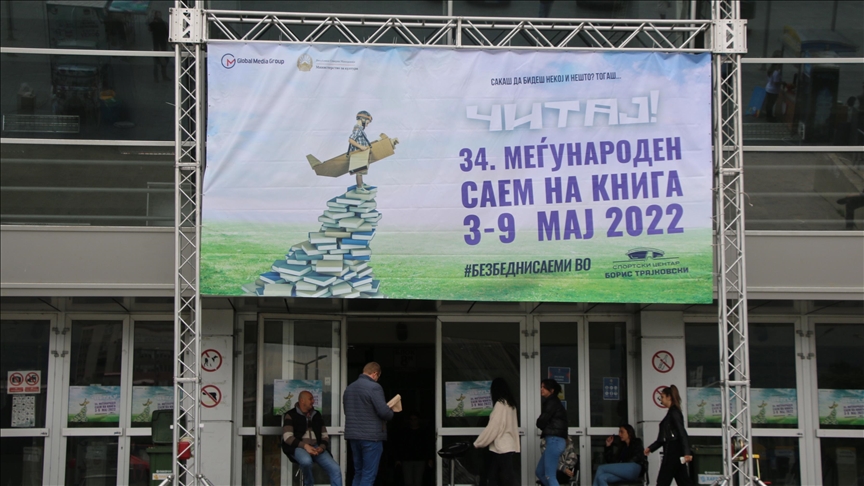 Global Media Group
САКАШ ДА БИДЕШ НЕКОЈ И НЕШТО? ТОГАШ...
ЧИТАЈ!
34. МЕЃУНАРОДЕН
САЕМ НА КНИГА
3-9 МАЈ 2022
#БЕЗБЕДНИСАЕМИ ВО
СПОРТСКИ ЦЕНТАР
БОРИС ТРАЈКОВСКИ